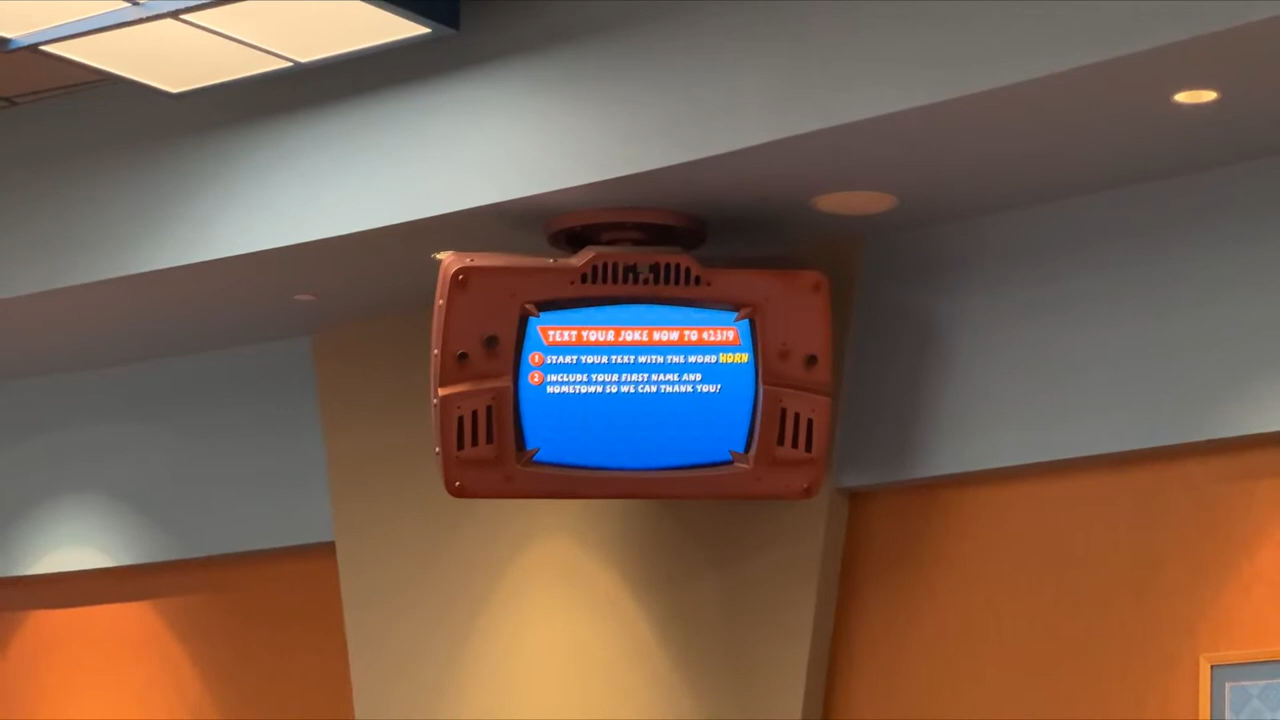 TEXT YOUR JOKE NOW TO 42319
1 START YOUR TEXT WITH THE WORD HORN
2 INCLUDE YOUR FIRST NAME AND
HOMETOWN SO WE CAN THANK YOU!